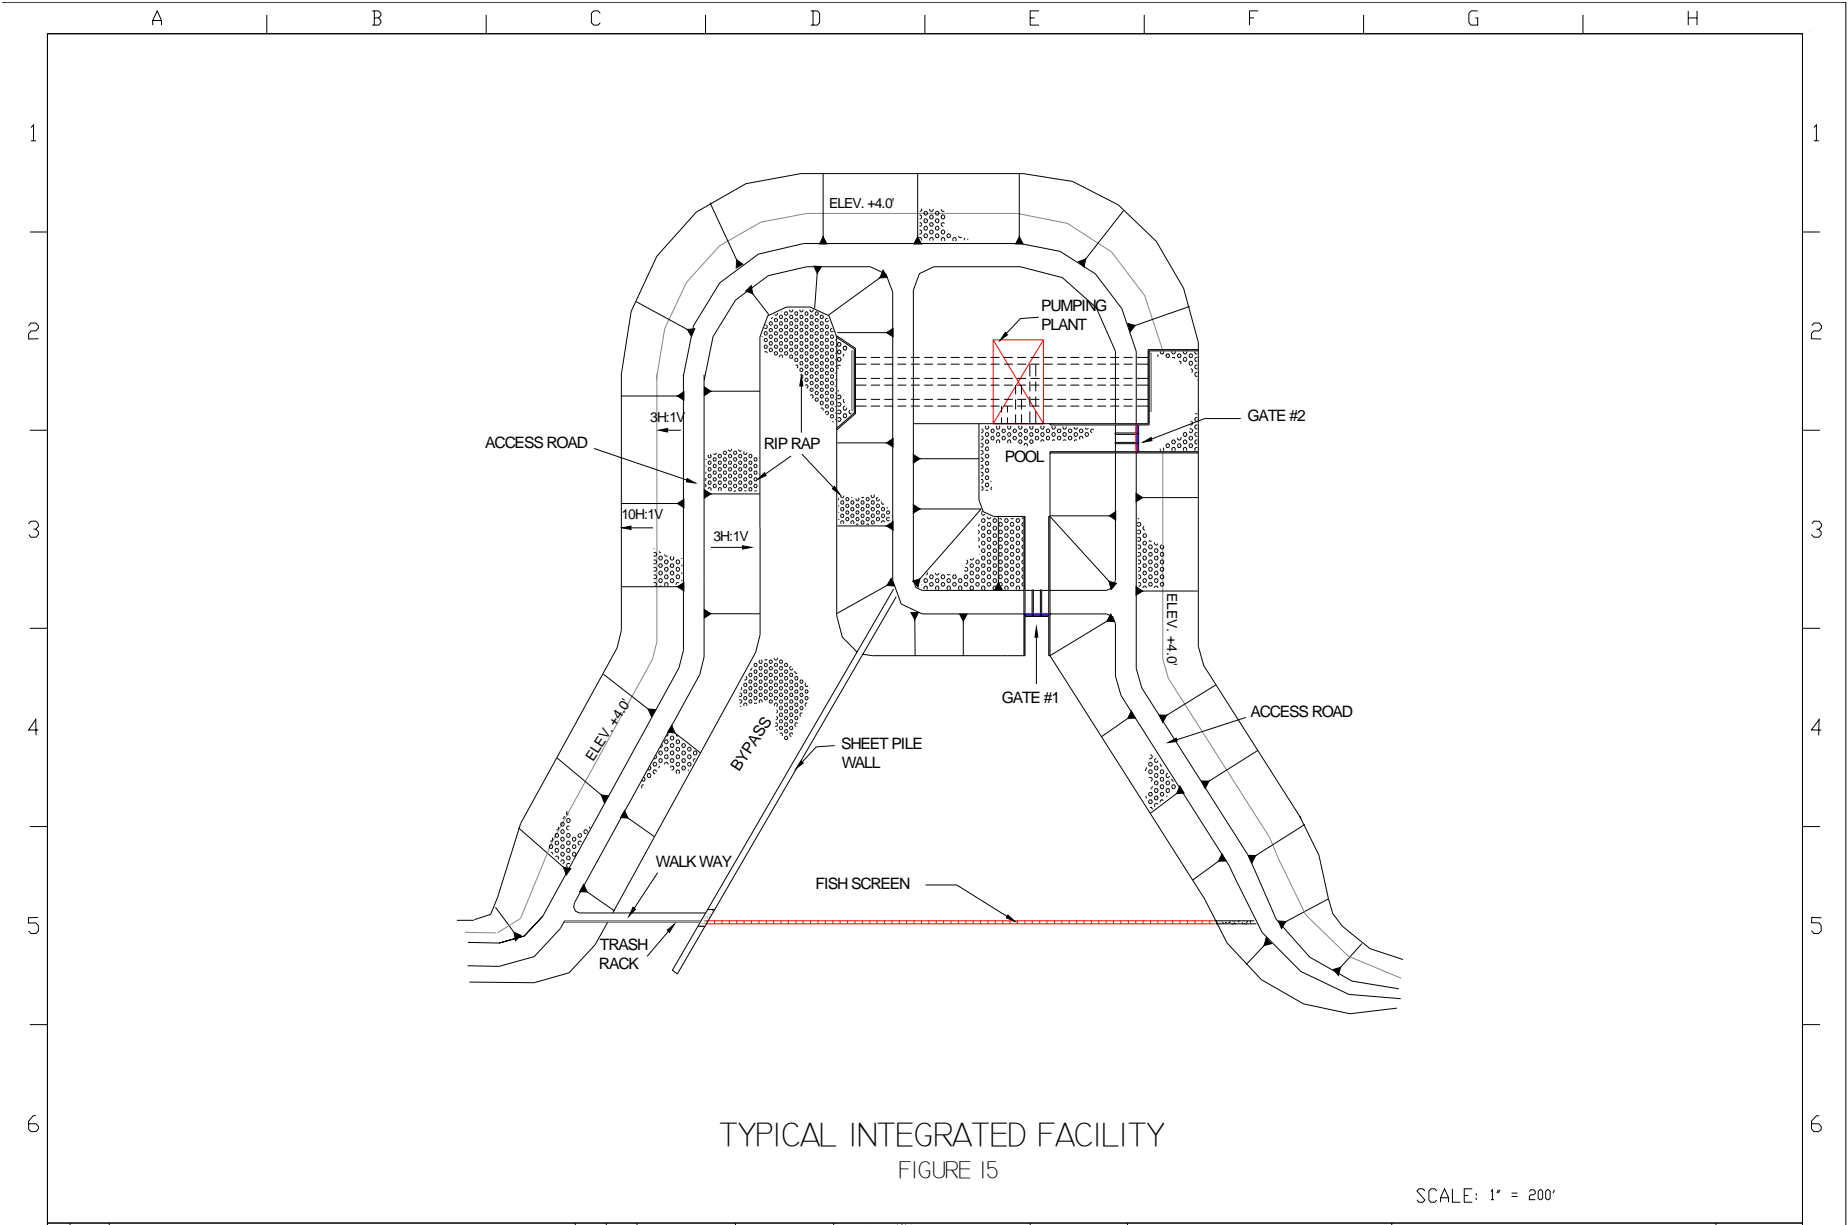 A B C D E F G H
1 1
ELEV. +4.0'
PUMPING
PLANT
2 2
3H:1V
GATE #2
ACCESS ROAD
RIP RAP
POOL
10H:1V
3 3
3H:1V
ELEV. +4.0'
GATE #1
ELEV. +4.0'
ACCESS ROAD
4 4
BYPASS
SHEET PILE
WALL
WALK WAY
FISH SCREEN
5 5
TRASH
RACK
6 6
TYPICAL INTEGRATED FACILITY
FIGURE 15
SCALE: 1" = 200'